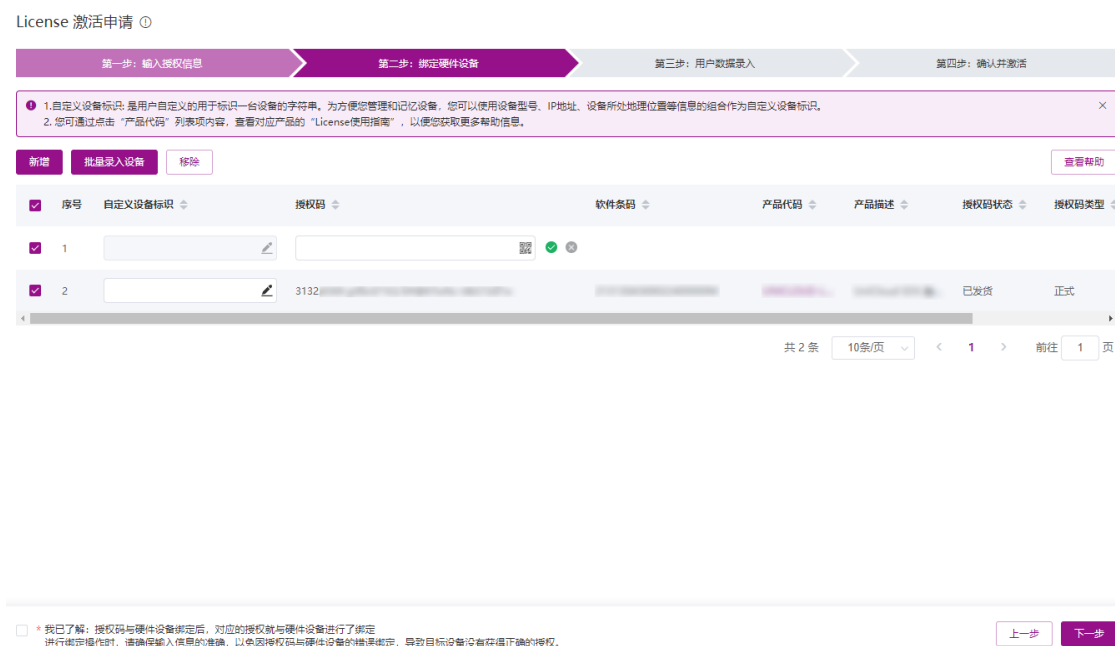 License 激活申请
第一步：输入授权信息
第二步：绑定硬件设备
第三步：用户数据录入
第四步：确认并激活
1.自定义设备标识: 是用户自定义的用于标识一台设备的字符串。为方便您管理和记忆设备，您可以使用设备型号、IP地址、设备所处地理位置等信息的组合作为自定义设备标识。
2. 您可通过点击“产品代码”列表项内容，查看对应产品的“License使用指南”，以便您获取更多帮助信息。
新增 批量录入设备 移除 查看帮助
序号 自定义设备标识 授权码 软件条码 产品代码 产品描述 授权码状态 授权码类型
1
2 3132 已发货 正式
共 2 条 10条/页 1 前往 1 页
* 我已了解：授权码与硬件设备绑定后，对应的授权就与硬件设备进行了绑定
进行绑定操作时，请确保输入信息的准确，以免因授权码与硬件设备的错误绑定，导致目标设备没有获得正确的授权。
上一步 下一步